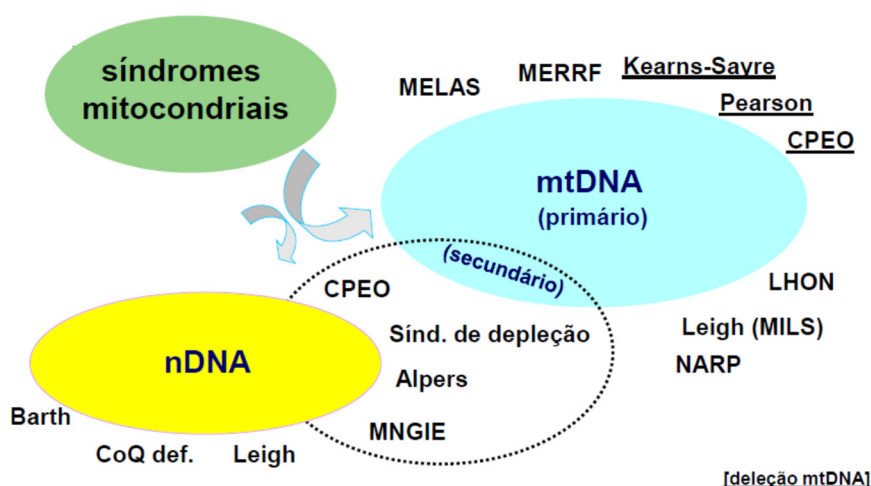 síndromes
mitocondriais
MELAS
MERRF
Kearns-Sayre
Pearson
CPEO
mtDNA
(primário)
(secundário)
CPEO
LHON
Leigh (MILS)
NARP
Sínd. de depleção
nDNA
Alpers
MNGIE
Barth
CoQ def.
Leigh
[deleção mtDNA]